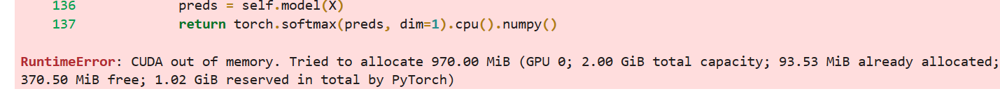 136 preds = self.model(X)
137 return torch.softmax(preds, dim=1).cpu().numpy()
RuntimeError: CUDA out of memory. Tried to allocate 970.00 MiB (GPU 0; 2.00 GiB total capacity; 93.53 MiB already allocated;
370.50 MiB free; 1.02 GiB reserved in total by PyTorch)